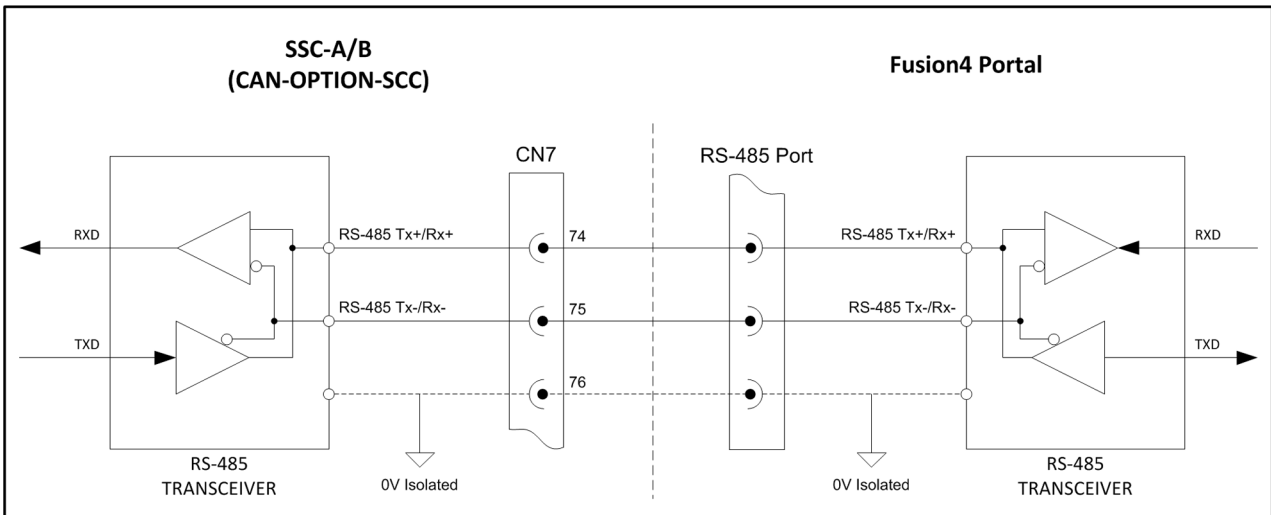 SSC-A/B
(CAN-OPTION-SCC)
Fusion4 Portal
CN7
RS-485 Port
RXD
RS-485 Tx+/Rx+
74
RS-485 Tx+/Rx+
RXD
RS-485 Tx-/Rx-
75
RS-485 Tx-/Rx-
TXD
TXD
76
RS-485
TRANSCEIVER
0V Isolated
0V Isolated
RS-485
TRANSCEIVER